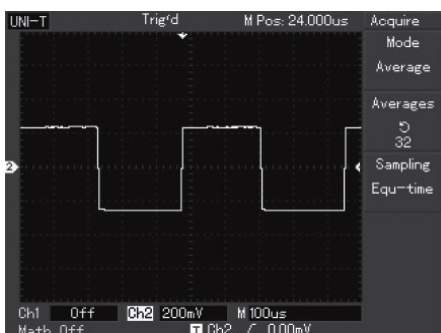 UNI-T Trig'd M Pos: 24.000us Acquire
Mode
Average
Averages
32
2
Sampling
Equ-time
Ch1 Off Ch2 200mV M 100us
Math Off T Ch2 / 0.00mV